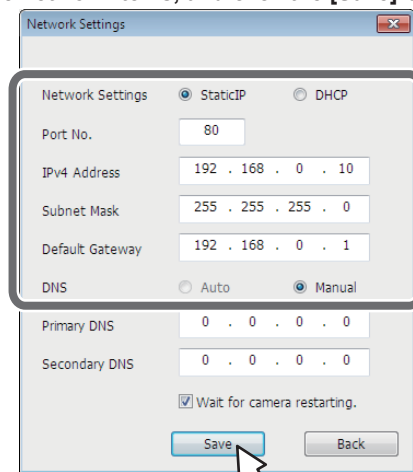 Network Settings
Network Settings StaticIP DHCP
Port No. 80
IPv4 Address 192 . 168 . 0 . 10
Subnet Mask 255 . 255 . 255 . 0
Default Gateway 192 . 168 . 0 . 1
DNS Auto Manual
Primary DNS 0 . 0 . 0 . 0
Secondary DNS 0 . 0 . 0 . 0
Wait for camera restarting.
Save Back